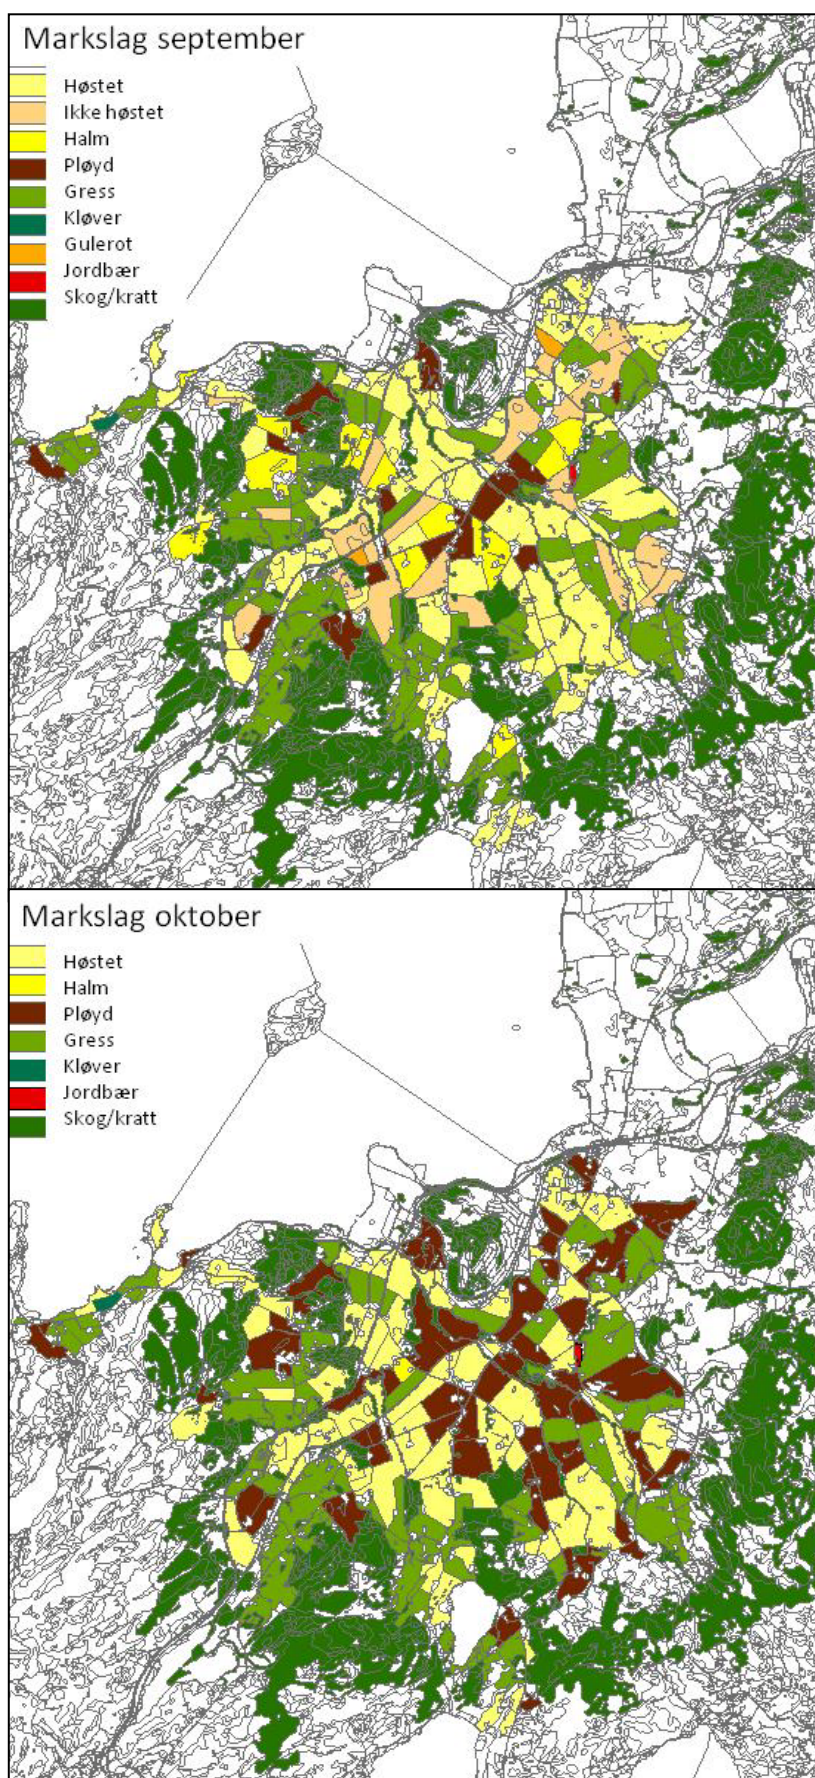 Markslag september
Høstet
Ikke høstet
Halm
Pløyd
Gress
Kløver
Gulerot
Jordbær
Skog/kratt
Markslag oktober
Høstet
Halm
Pløyd
Gress
Kløver
Jordbær
Skog/kratt